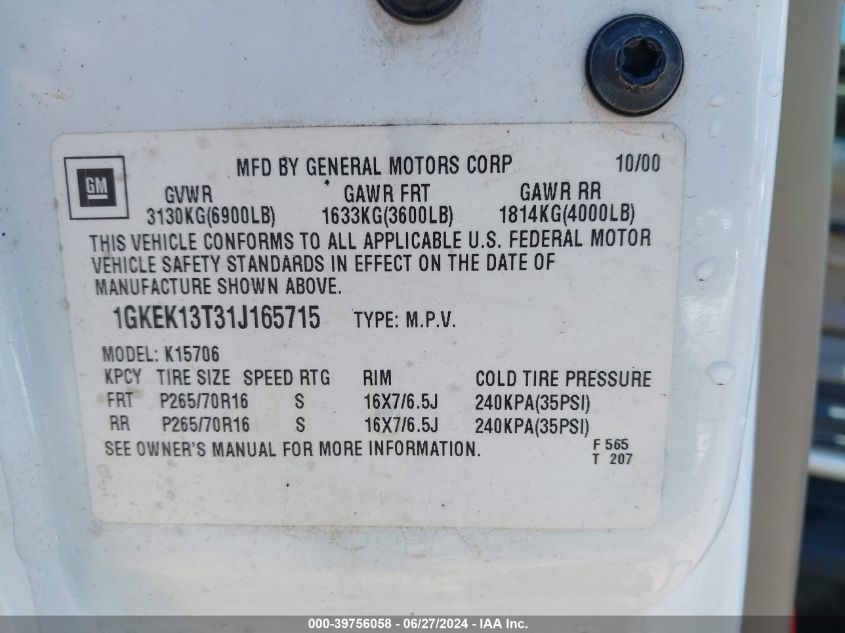 MFD BY GENERAL MOTORS CORP 10/00
GM
GVWR GAWR FRT GAWR RR
3130KG(6900LB) 1633KG(3600LB) 1814KG(4000LB)
THIS VEHICLE CONFORMS TO ALL APPLICABLE U.S. FEDERAL MOTOR
VEHICLE SAFETY STANDARDS IN EFFECT ON THE DATE OF
MANUFACTURE SHOWN ABOVE.
1GKEK13T31J165715 TYPE: M.P.V.
MODEL: K15706
KPCY TIRE SIZE SPEED RTG RIM COLD TIRE PRESSURE
FRT P265/70R16 S 16X7/6.5J 240KPA(35PSI)
RR P265/70R16 S 16X7/6.5J 240KPA(35PSI)
SEE OWNER'S MANUAL FOR MORE INFORMATION.
F 565
T 207
000-39756058 - 06/27/2024 - IAA Inc.